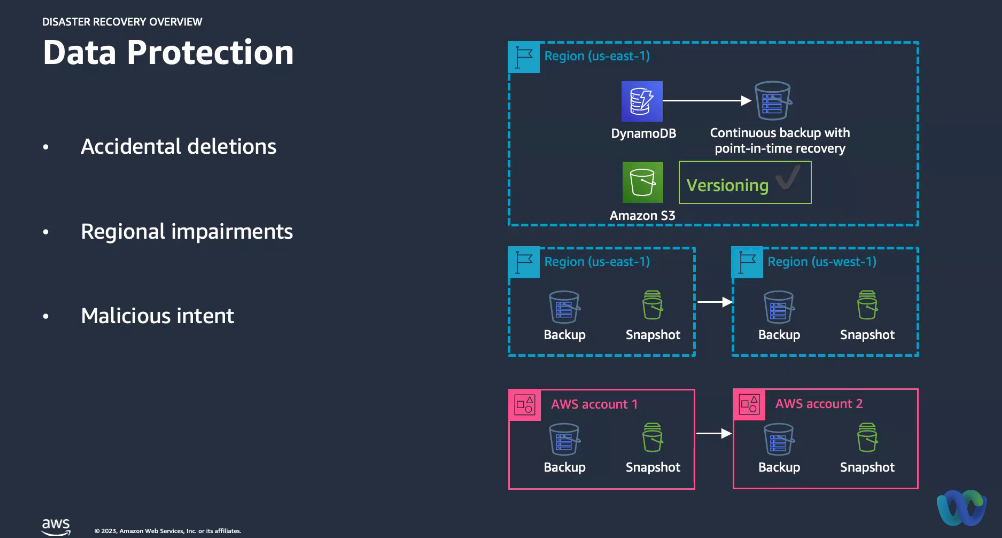 DISASTER RECOVERY OVERVIEW
Data Protection
• Accidental deletions
• Regional impairments
• Malicious intent
Region (us-east-1)
DynamoDB
Continuous backup with
point-in-time recovery
Amazon S3
Versioning
Region (us-east-1)
Backup
Snapshot
Region (us-west-1)
Backup
Snapshot
AWS account 1
Backup
Snapshot
AWS account 2
Backup
Snapshot
aws
© 2023, Amazon Web Services, Inc. or its affiliates.